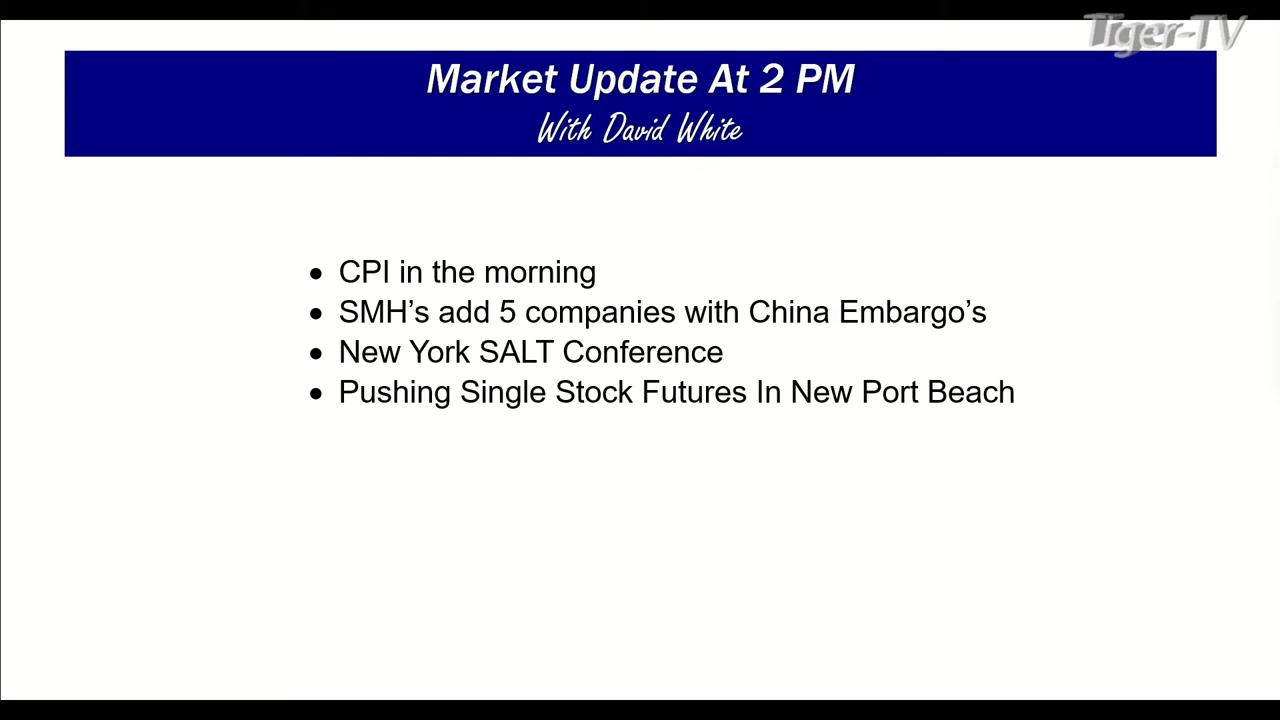 Tiger-TV
Market Update At 2 PM
With David White
• CPI in the morning
• SMH’s add 5 companies with China Embargo’s
• New York SALT Conference
• Pushing Single Stock Futures In New Port Beach